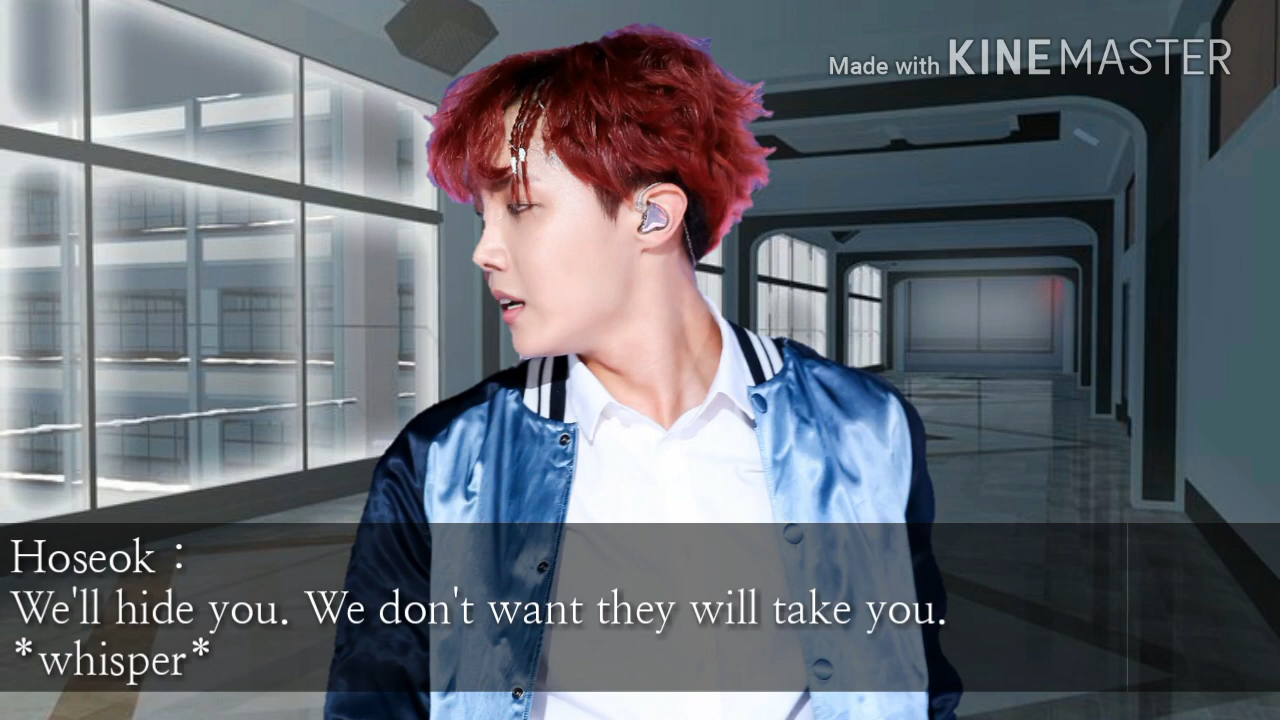 Made with KINEMASTER
Hoseok :
We'll hide you. We don't want they will take you.
*whisper*